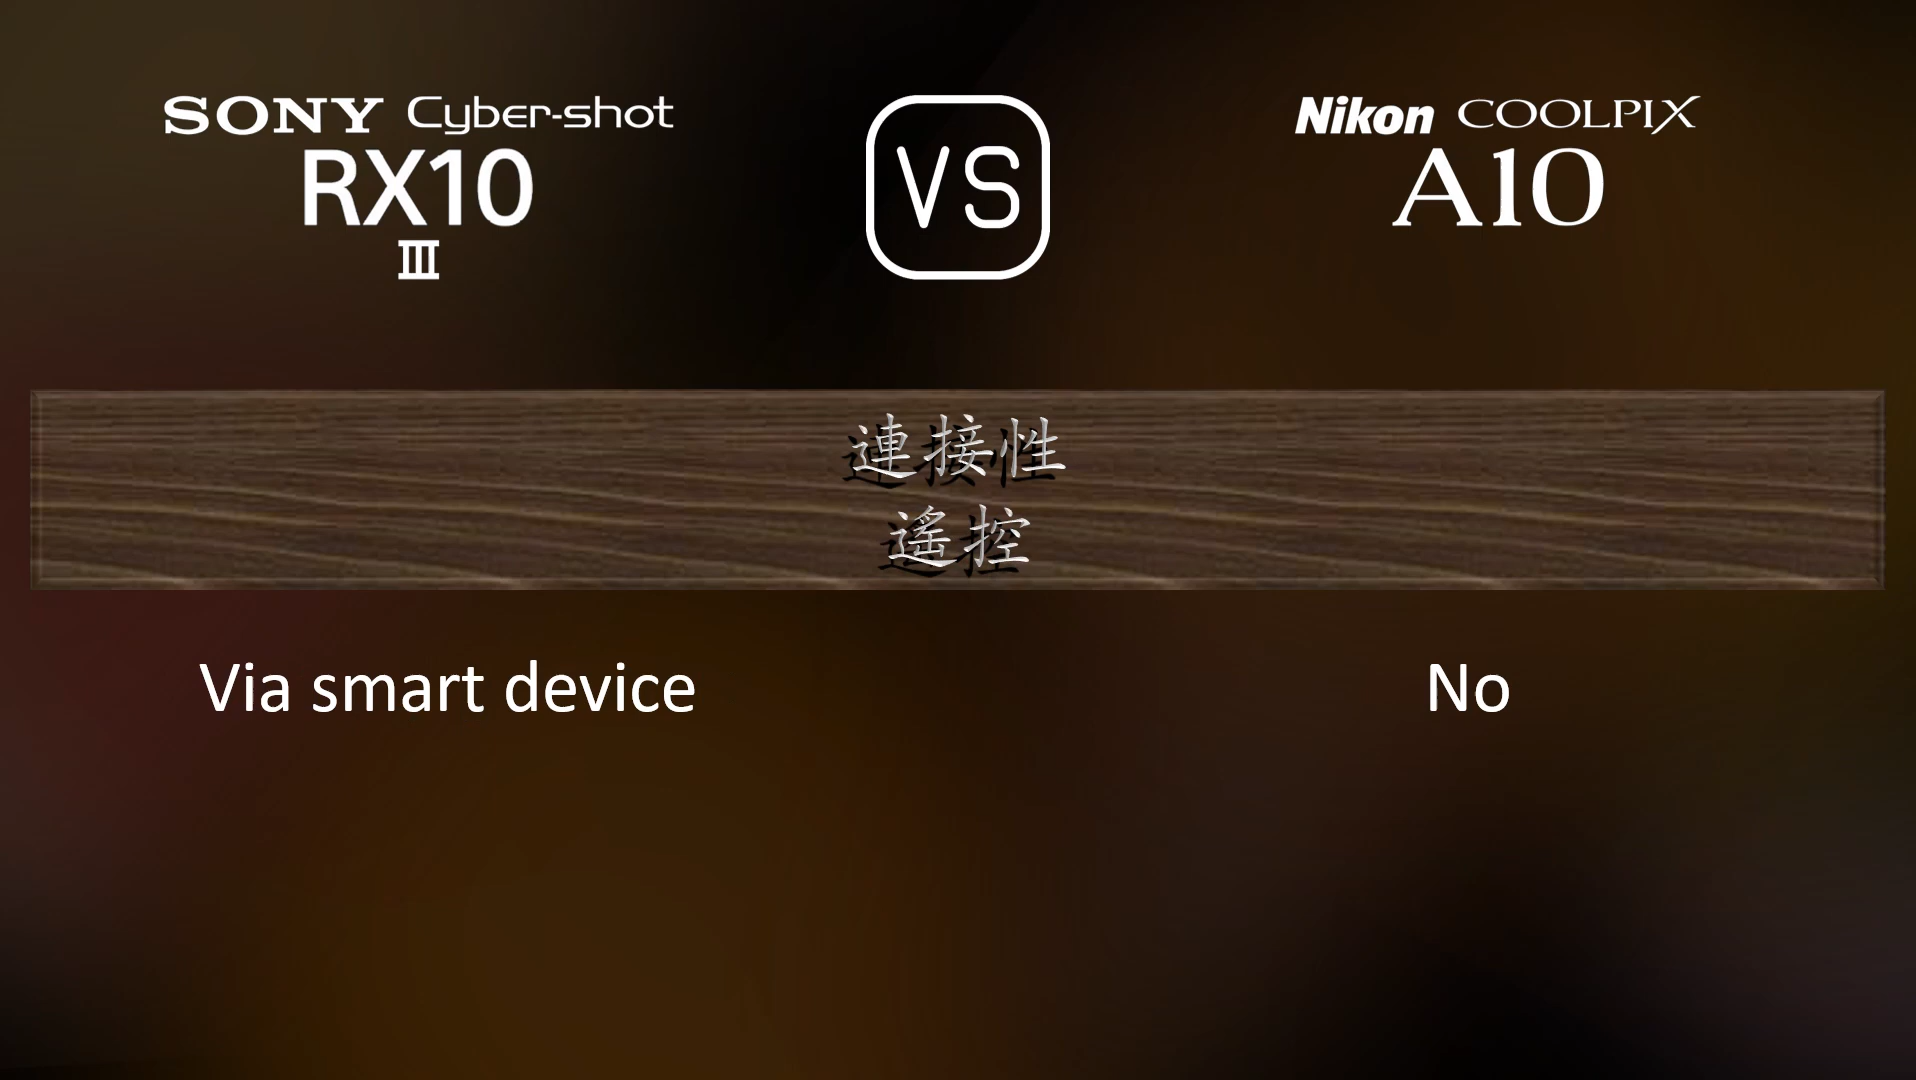 SONY Cyber-shot
RX10
III
VS
Nikon COOLPIX
A10
連接性
遙控
Via smart device
No